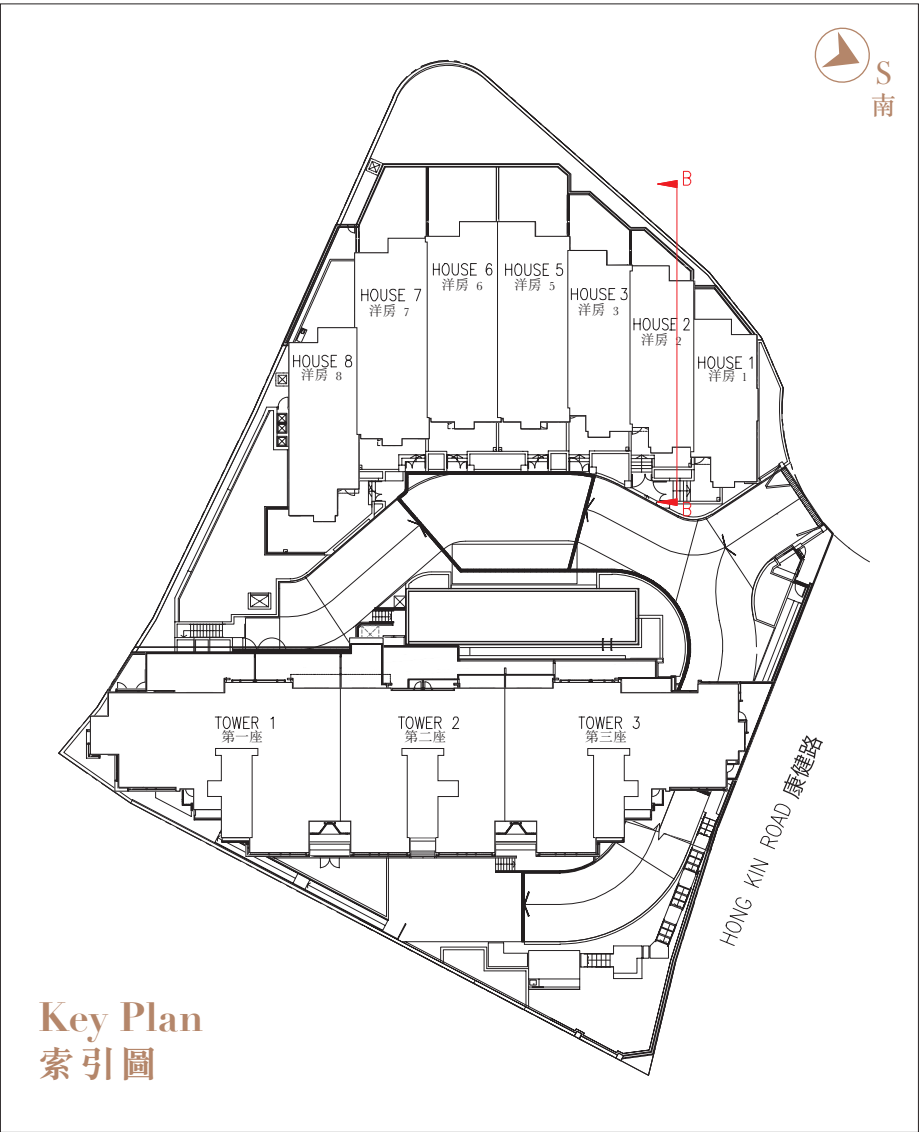 S
南
B
HOUSE 6
洋房 6
HOUSE 5
洋房 5
HOUSE 7
洋房 7
HOUSE 3
洋房 3
HOUSE 2
洋房 2
HOUSE 8
洋房 8
HOUSE 1
洋房 1
B
TOWER 1
第一座
TOWER 2
第二座
TOWER 3
第三座
HONG KIN ROAD 康健路
Key Plan
索引圖